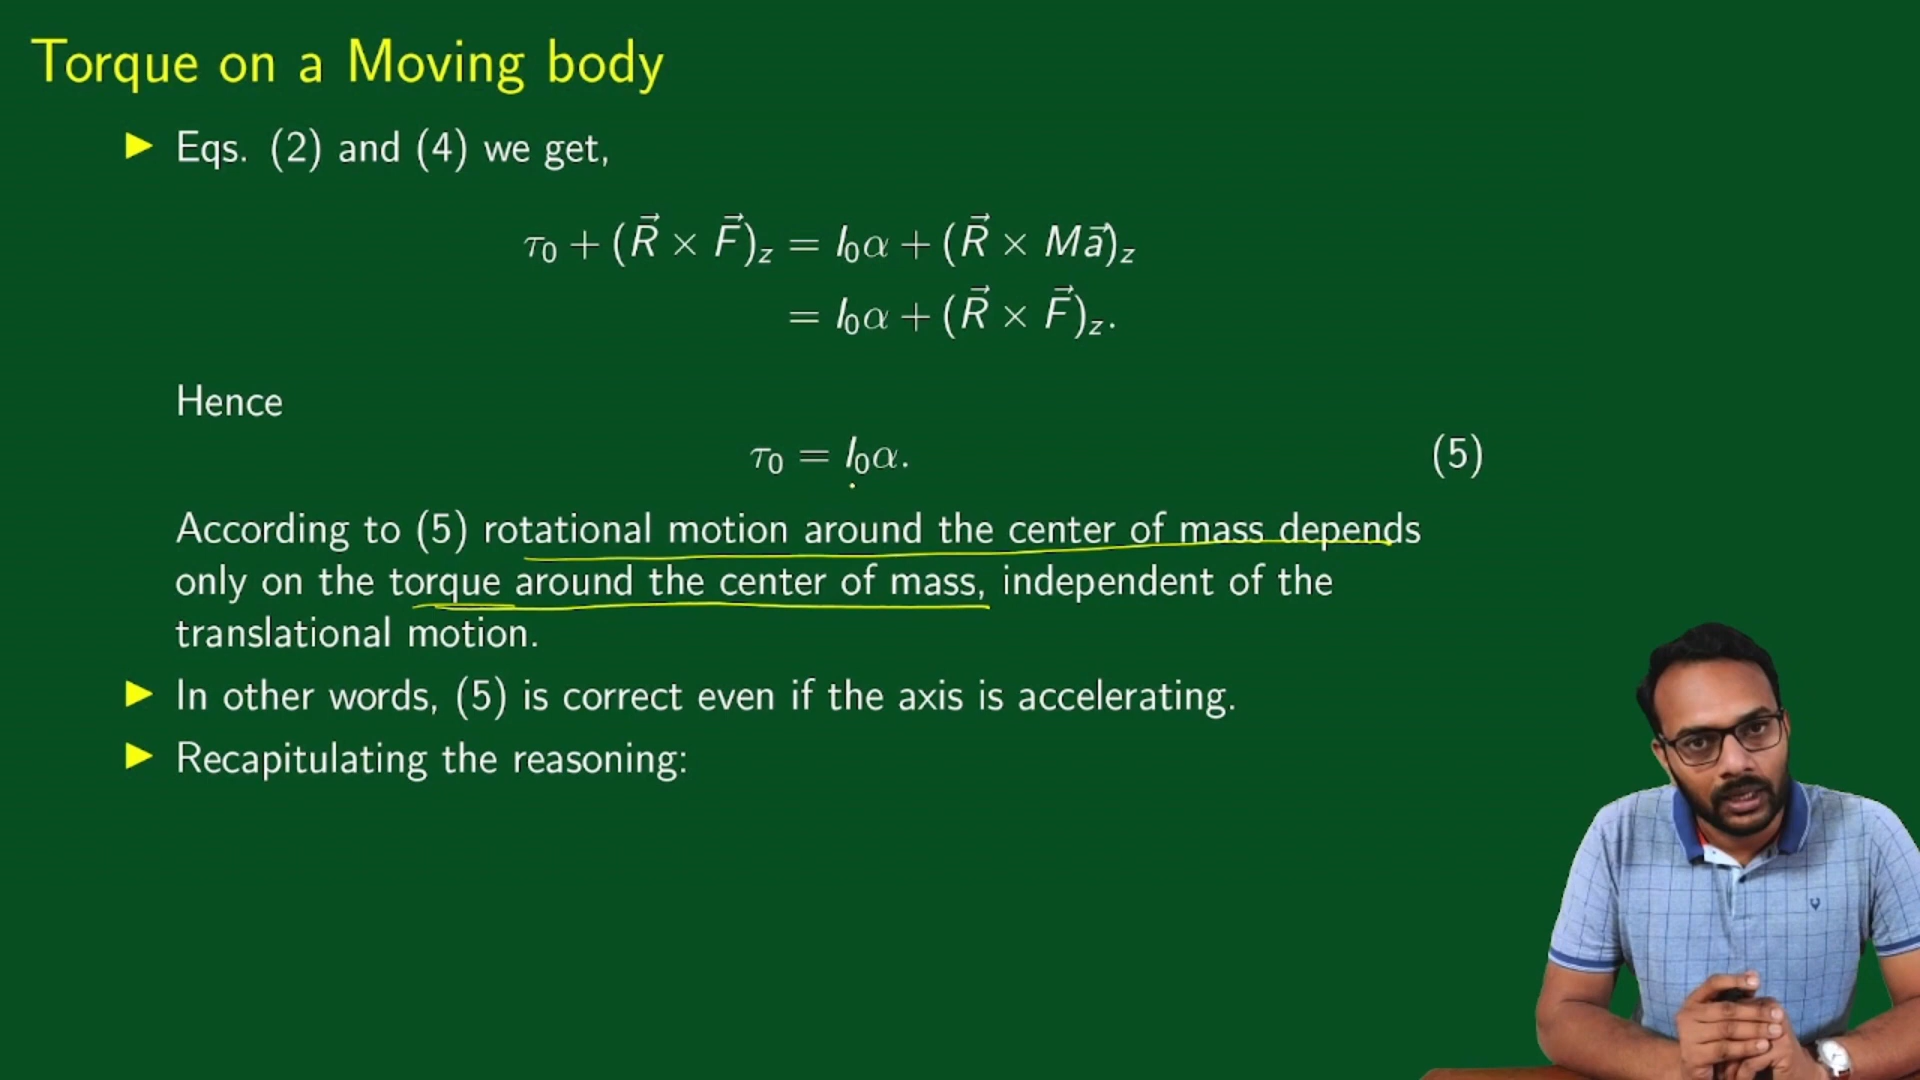 Torque on a Moving body
▶ Eqs. (2) and (4) we get,
τ₀ + (R⃗ × F⃗)_z = I₀α + (R⃗ × Ma⃗)_z
= I₀α + (R⃗ × F⃗)_z.
Hence
τ₀ = I₀α. (5)
According to (5) rotational motion around the center of mass depends
only on the torque around the center of mass, independent of the
translational motion.
▶ In other words, (5) is correct even if the axis is accelerating.
▶ Recapitulating the reasoning: